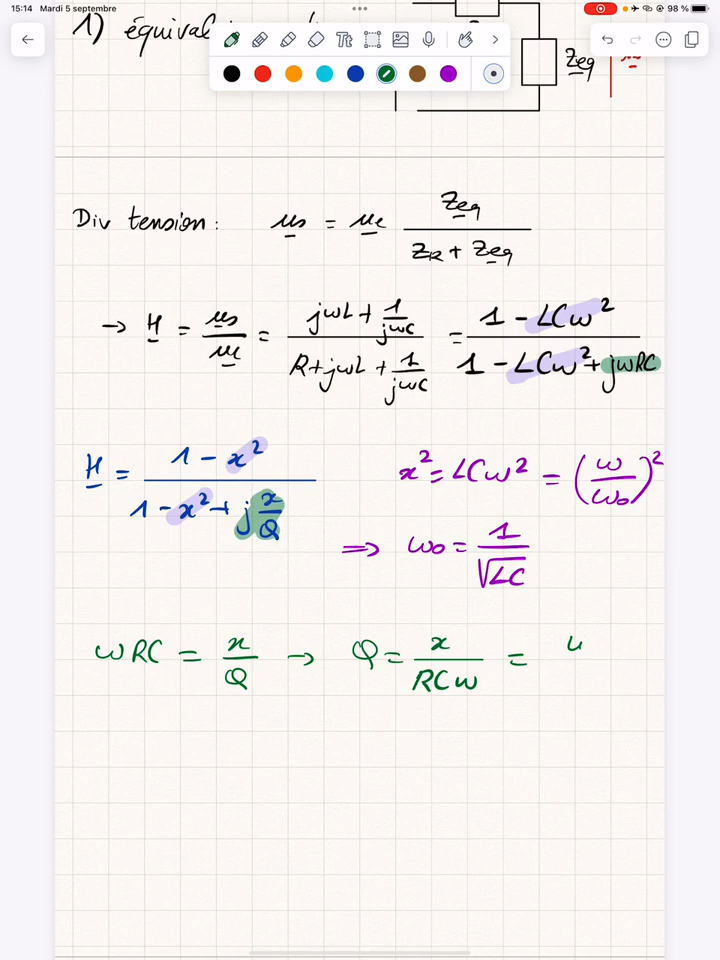 15:14 Mardi 5 septembre 98 %
1) équival
Tt
Zeq
Div tension : us = ue Zeq / (ZR + Zeq)
→ H = us/ue = (jωL + 1/jωC) / (R + jωL + 1/jωC) = (1 - LCω²) / (1 - LCω² + jωRC)
H = (1 - x²) / (1 - x² + j x/Q) x² = LCω² = (ω/ω0)²
⇒ ω0 = 1/√LC
ωRC = x/Q → Q = x/RCω =